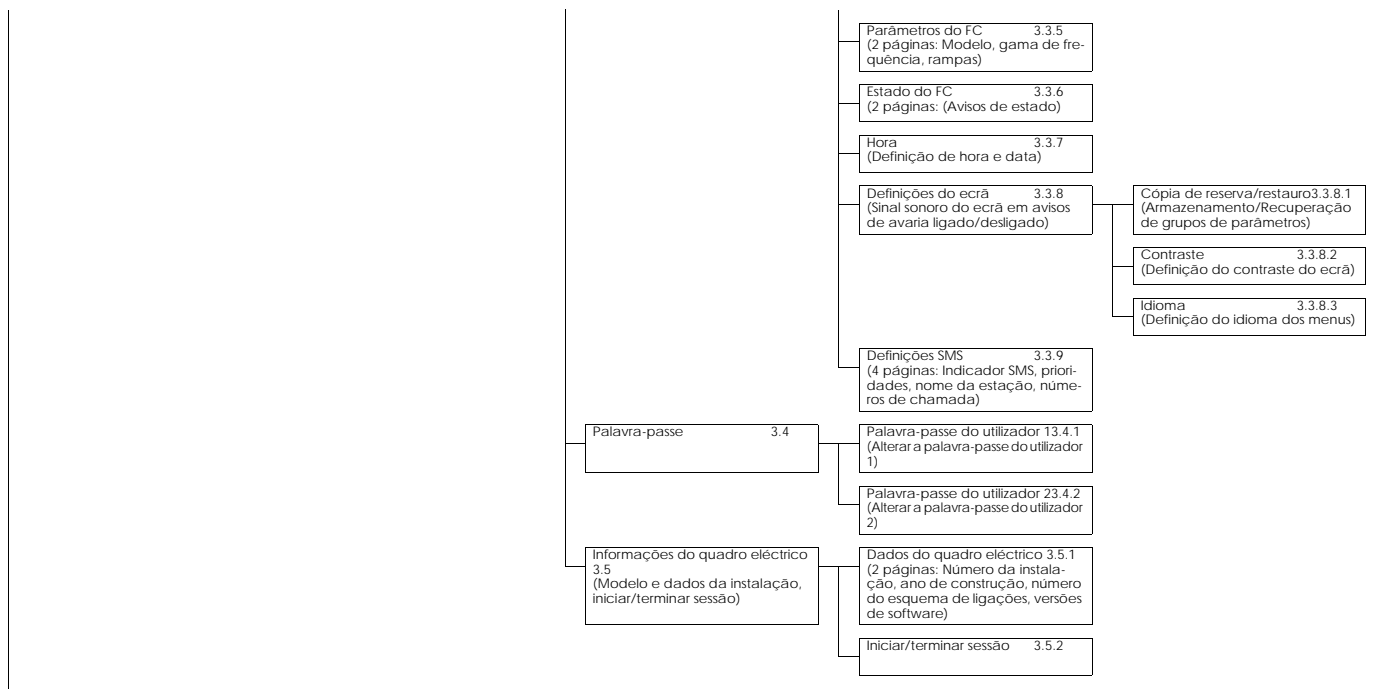 Parâmetros do FC 3.3.5
(2 páginas: Modelo, gama de fre-
quência, rampas)
Estado do FC 3.3.6
(2 páginas: (Avisos de estado)
Hora 3.3.7
(Definição de hora e data)
Definições do ecrã 3.3.8
(Sinal sonoro do ecrã em avisos
de avaria ligado/desligado)
Cópia de reserva/restauro3.3.8.1
(Armazenamento/Recuperação
de grupos de parâmetros)
Contraste 3.3.8.2
(Definição do contraste do ecrã)
Idioma 3.3.8.3
(Definição do idioma dos menus)
Definições SMS 3.3.9
(4 páginas: Indicador SMS, priori-
dades, nome da estação, núme-
ros de chamada)
Palavra-passe 3.4
Palavra-passe do utilizador 13.4.1
(Alterar a palavra-passe do utilizador
1)
Palavra-passe do utilizador 23.4.2
(Alterar a palavra-passe do utilizador
2)
Informações do quadro eléctrico
3.5
(Modelo e dados da instalação,
iniciar/terminar sessão)
Dados do quadro eléctrico 3.5.1
(2 páginas: Número da instala-
ção, ano de construção, número
do esquema de ligações, versões
de software)
Iniciar/terminar sessão 3.5.2